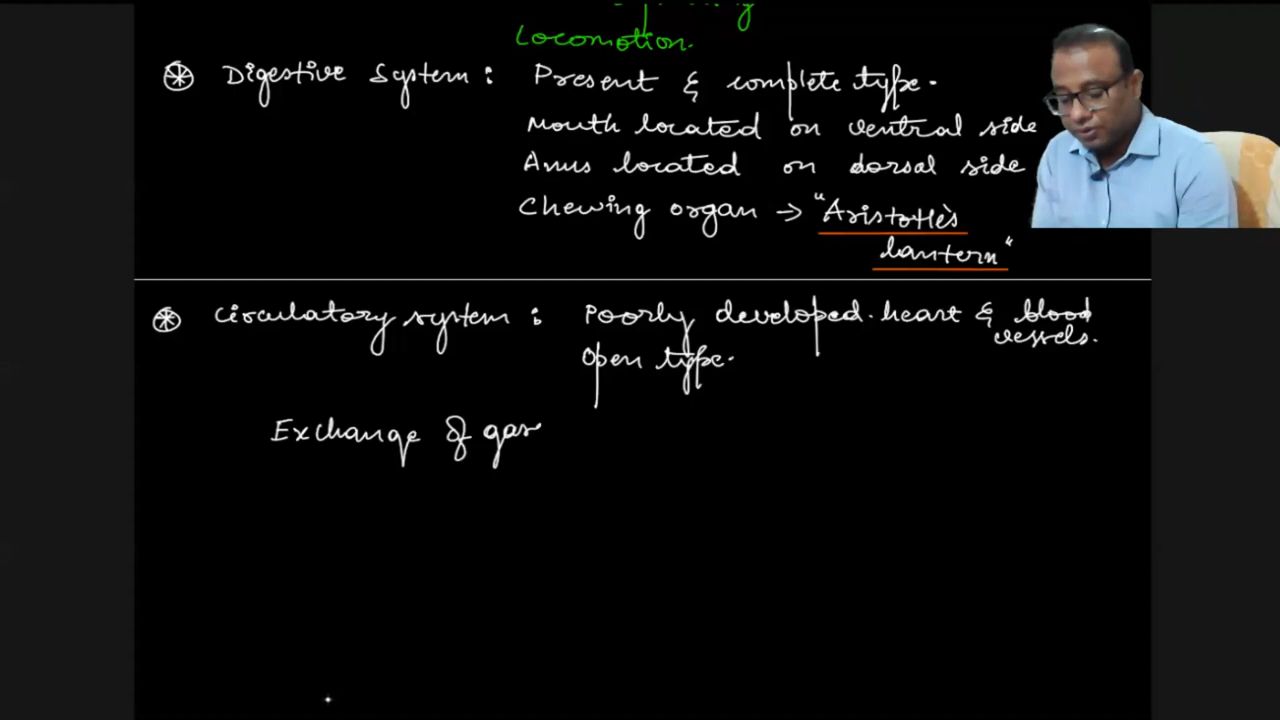 Locomotion.
Digestive System : Present & complete type.
Mouth located on ventral side
Anus located on dorsal side
Chewing organ → "Aristotle's
lantern"
Circulatory system : Poorly developed. heart & blood
vessels.
Open type.
Exchange of gas